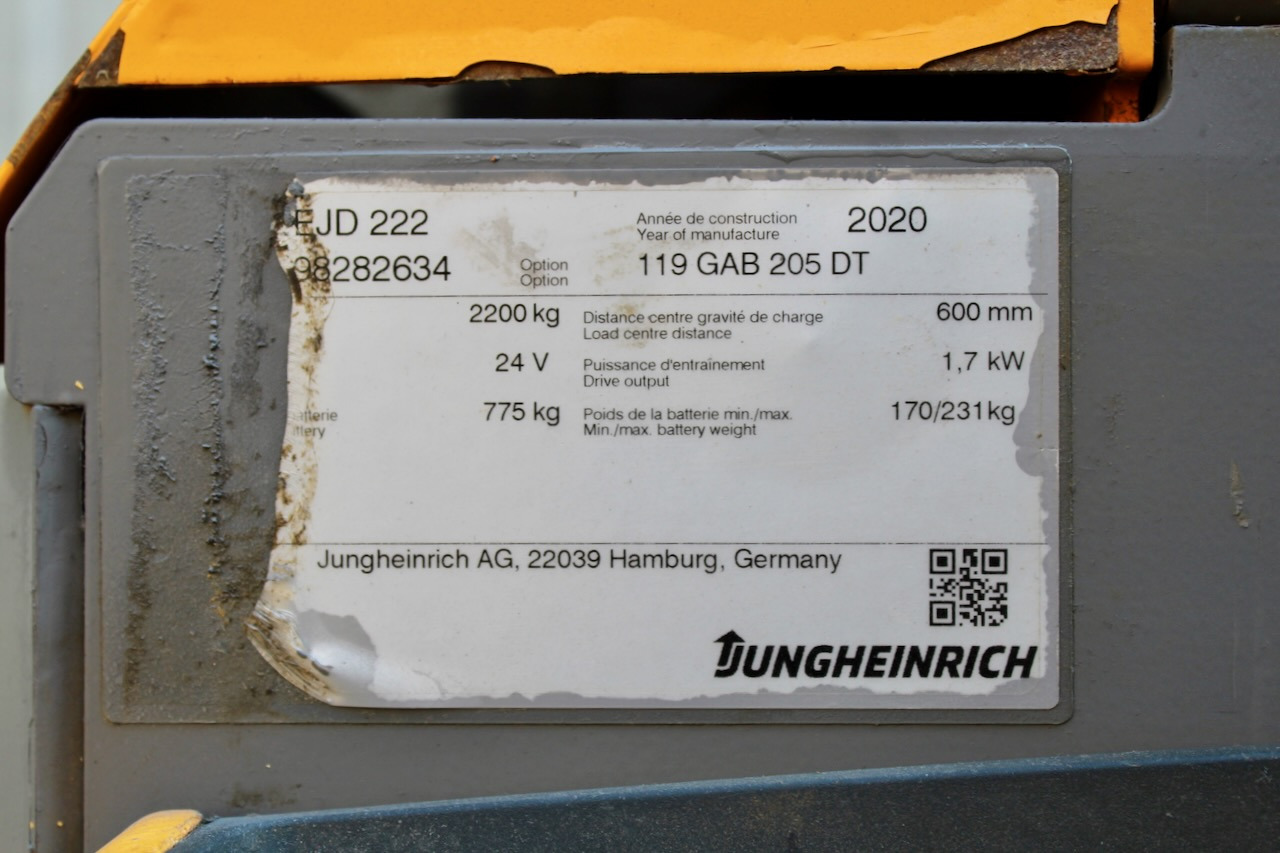 EJD 222 Année de construction 2020
Year of manufacture
98282634 Option 119 GAB 205 DT
Option
2200 kg Distance centre gravité de charge 600 mm
Load centre distance
24 V Puissance d'entraînement 1,7 kW
Drive output
775 kg Poids de la batterie min./max. 170/231kg
Min./max. battery weight
Jungheinrich AG, 22039 Hamburg, Germany
JUNGHEINRICH